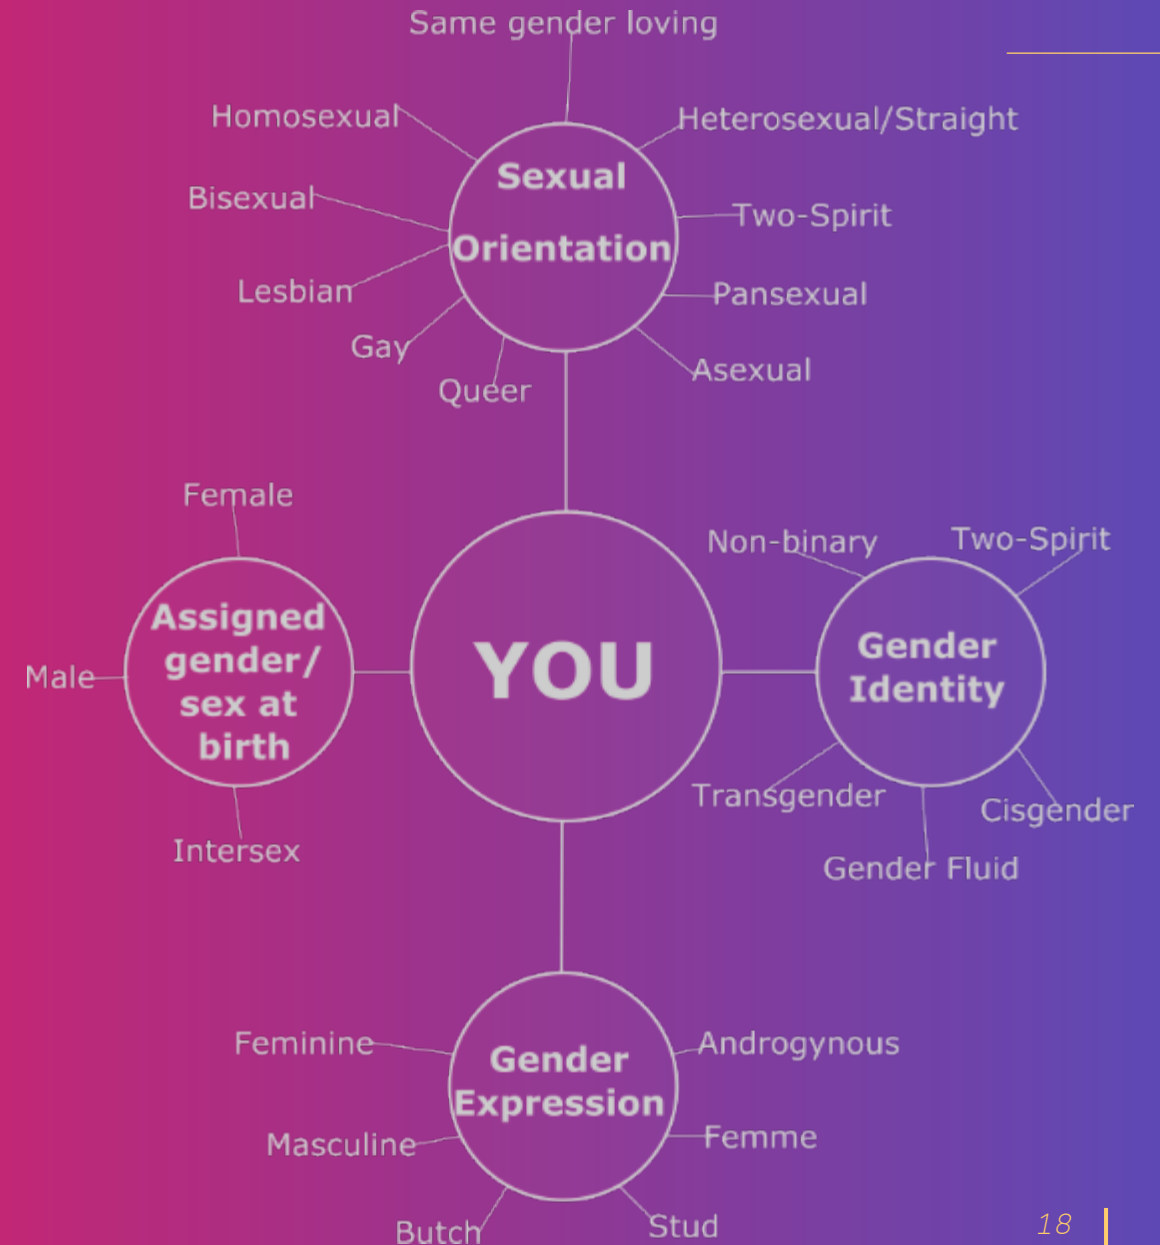 Same gender loving
Homosexual
Heterosexual/Straight
Sexual
Orientation
Bisexual
Two-Spirit
Lesbian
Pansexual
Gay
Asexual
Queer
Female
Non-binary
Two-Spirit
Assigned
gender/
sex at
birth
Male
YOU
Gender
Identity
Transgender
Cisgender
Intersex
Gender Fluid
Feminine
Androgynous
Gender
Expression
Masculine
Femme
Butch
Stud
18